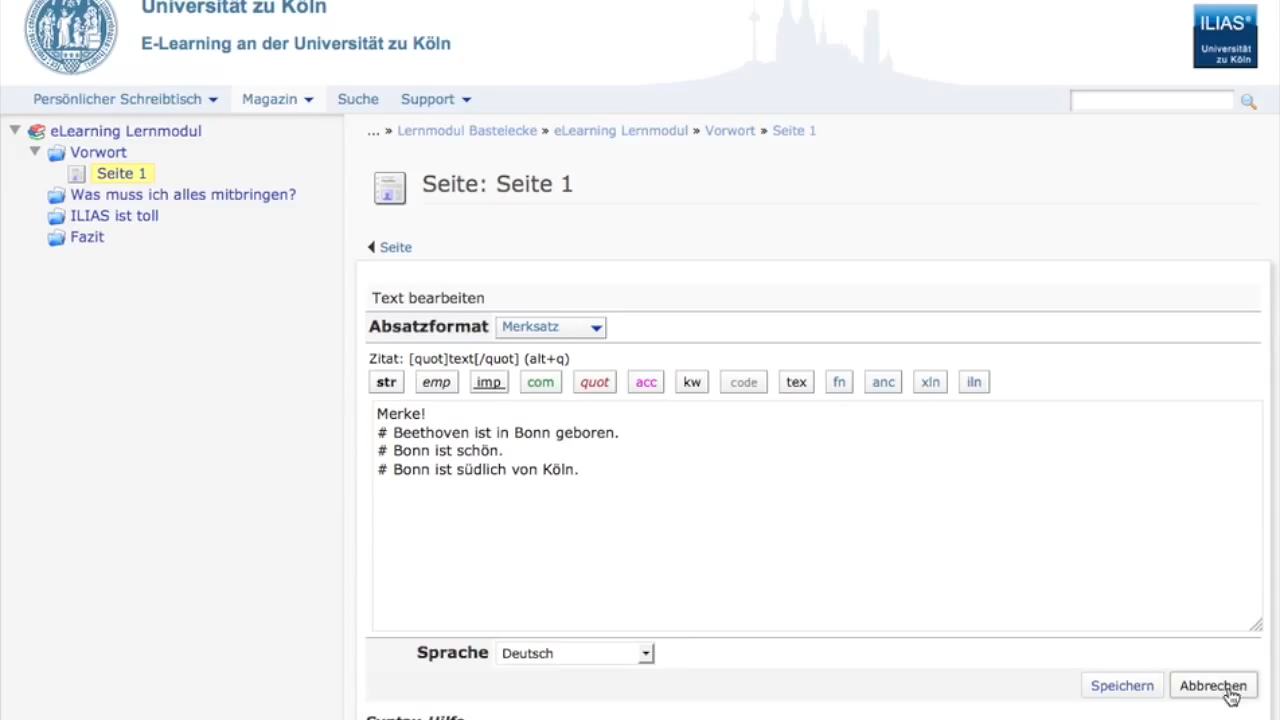 Universität zu Köln
E-Learning an der Universität zu Köln
ILIAS®
Universität
zu Köln
Persönlicher Schreibtisch Magazin Suche Support
eLearning Lernmodul
Vorwort
Seite 1
Was muss ich alles mitbringen?
ILIAS ist toll
Fazit
... » Lernmodul Bastelecke » eLearning Lernmodul » Vorwort » Seite 1
Seite: Seite 1
Seite
Text bearbeiten
Absatzformat Merksatz
Zitat: [quot]text[/quot] (alt+q)
str emp imp com quot acc kw code tex fn anc xln iln
Merke!
# Beethoven ist in Bonn geboren.
# Bonn ist schön.
# Bonn ist südlich von Köln.
Sprache Deutsch
Speichern Abbrechen
Syntax Hilfe